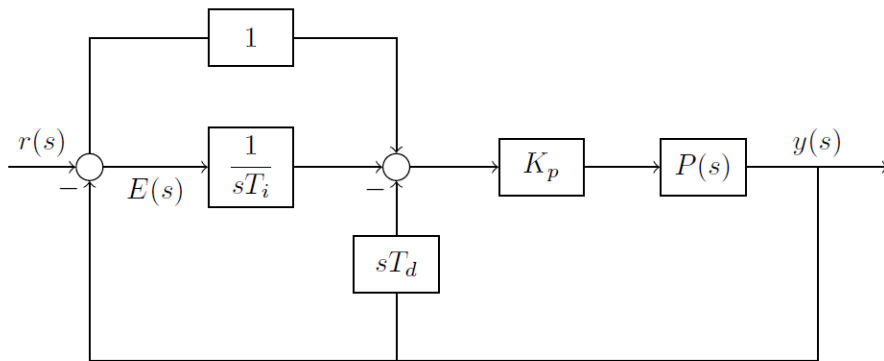 1
r(s)
1
sT_i
K_p
P(s)
y(s)
−
E(s)
−
sT_d